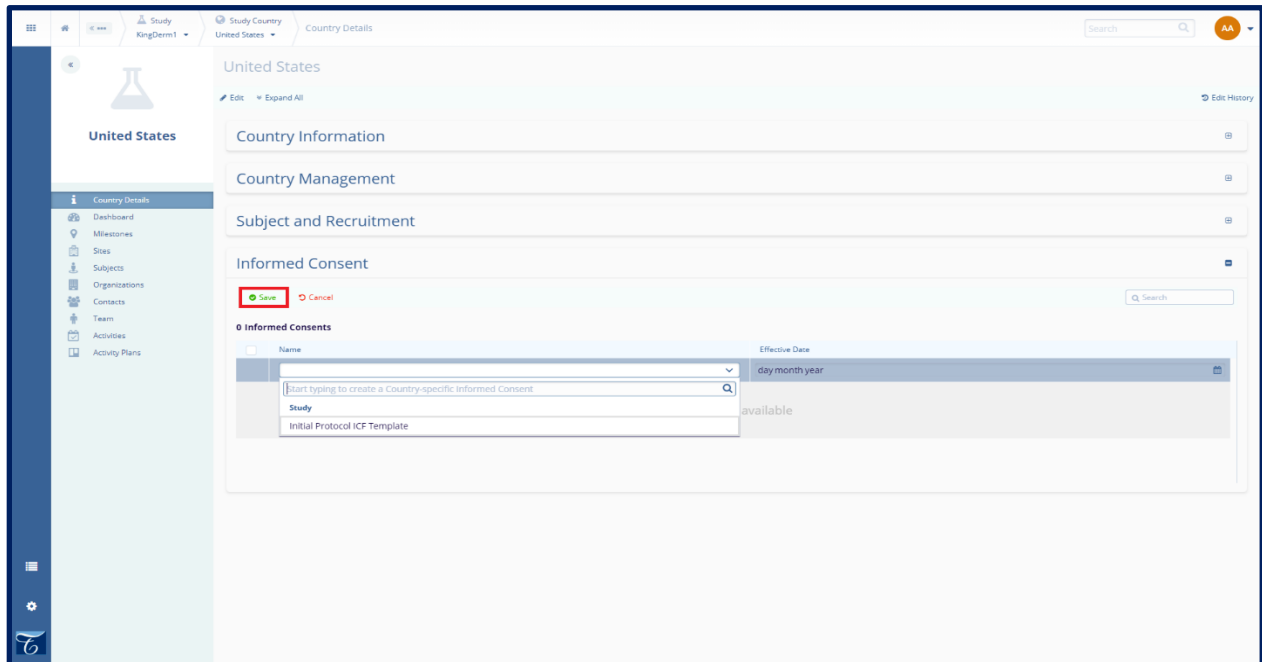 Study
KingDerm1
Study Country
United States
Country Details
Search
AA
United States
Edit
Expand All
Edit History
United States
Country Information
Country Management
Country Details
Dashboard
Milestones
Sites
Subjects
Organizations
Contacts
Team
Activities
Activity Plans
Subject and Recruitment
Informed Consent
Save
Cancel
Search
0 Informed Consents
Name
Effective Date
day month year
Start typing to create a Country-specific Informed Consent
Study
available
Initial Protocol ICF Template